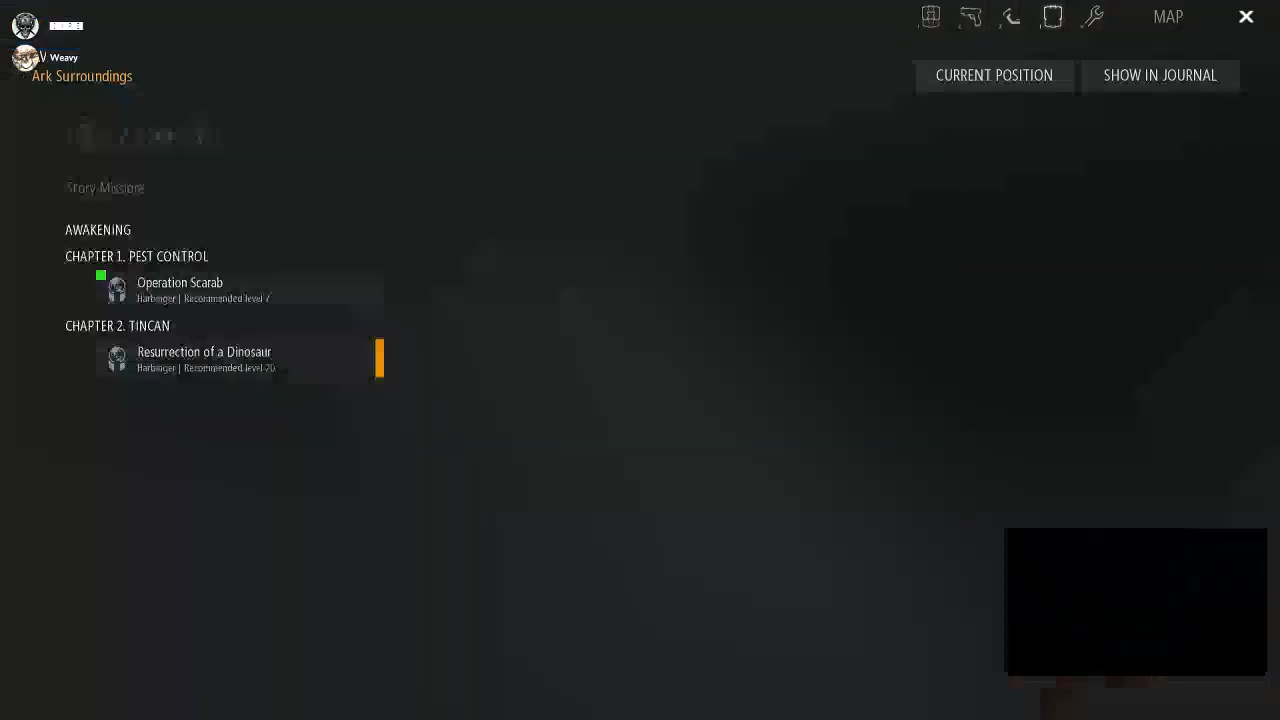 MAP
Weavy
Ark Surroundings
CURRENT POSITION
SHOW IN JOURNAL
Story Missions
AWAKENING
CHAPTER 1. PEST CONTROL
Operation Scarab
Harbinger | Recommended level 7
CHAPTER 2. TINCAN
Resurrection of a Dinosaur
Harbinger | Recommended level 20